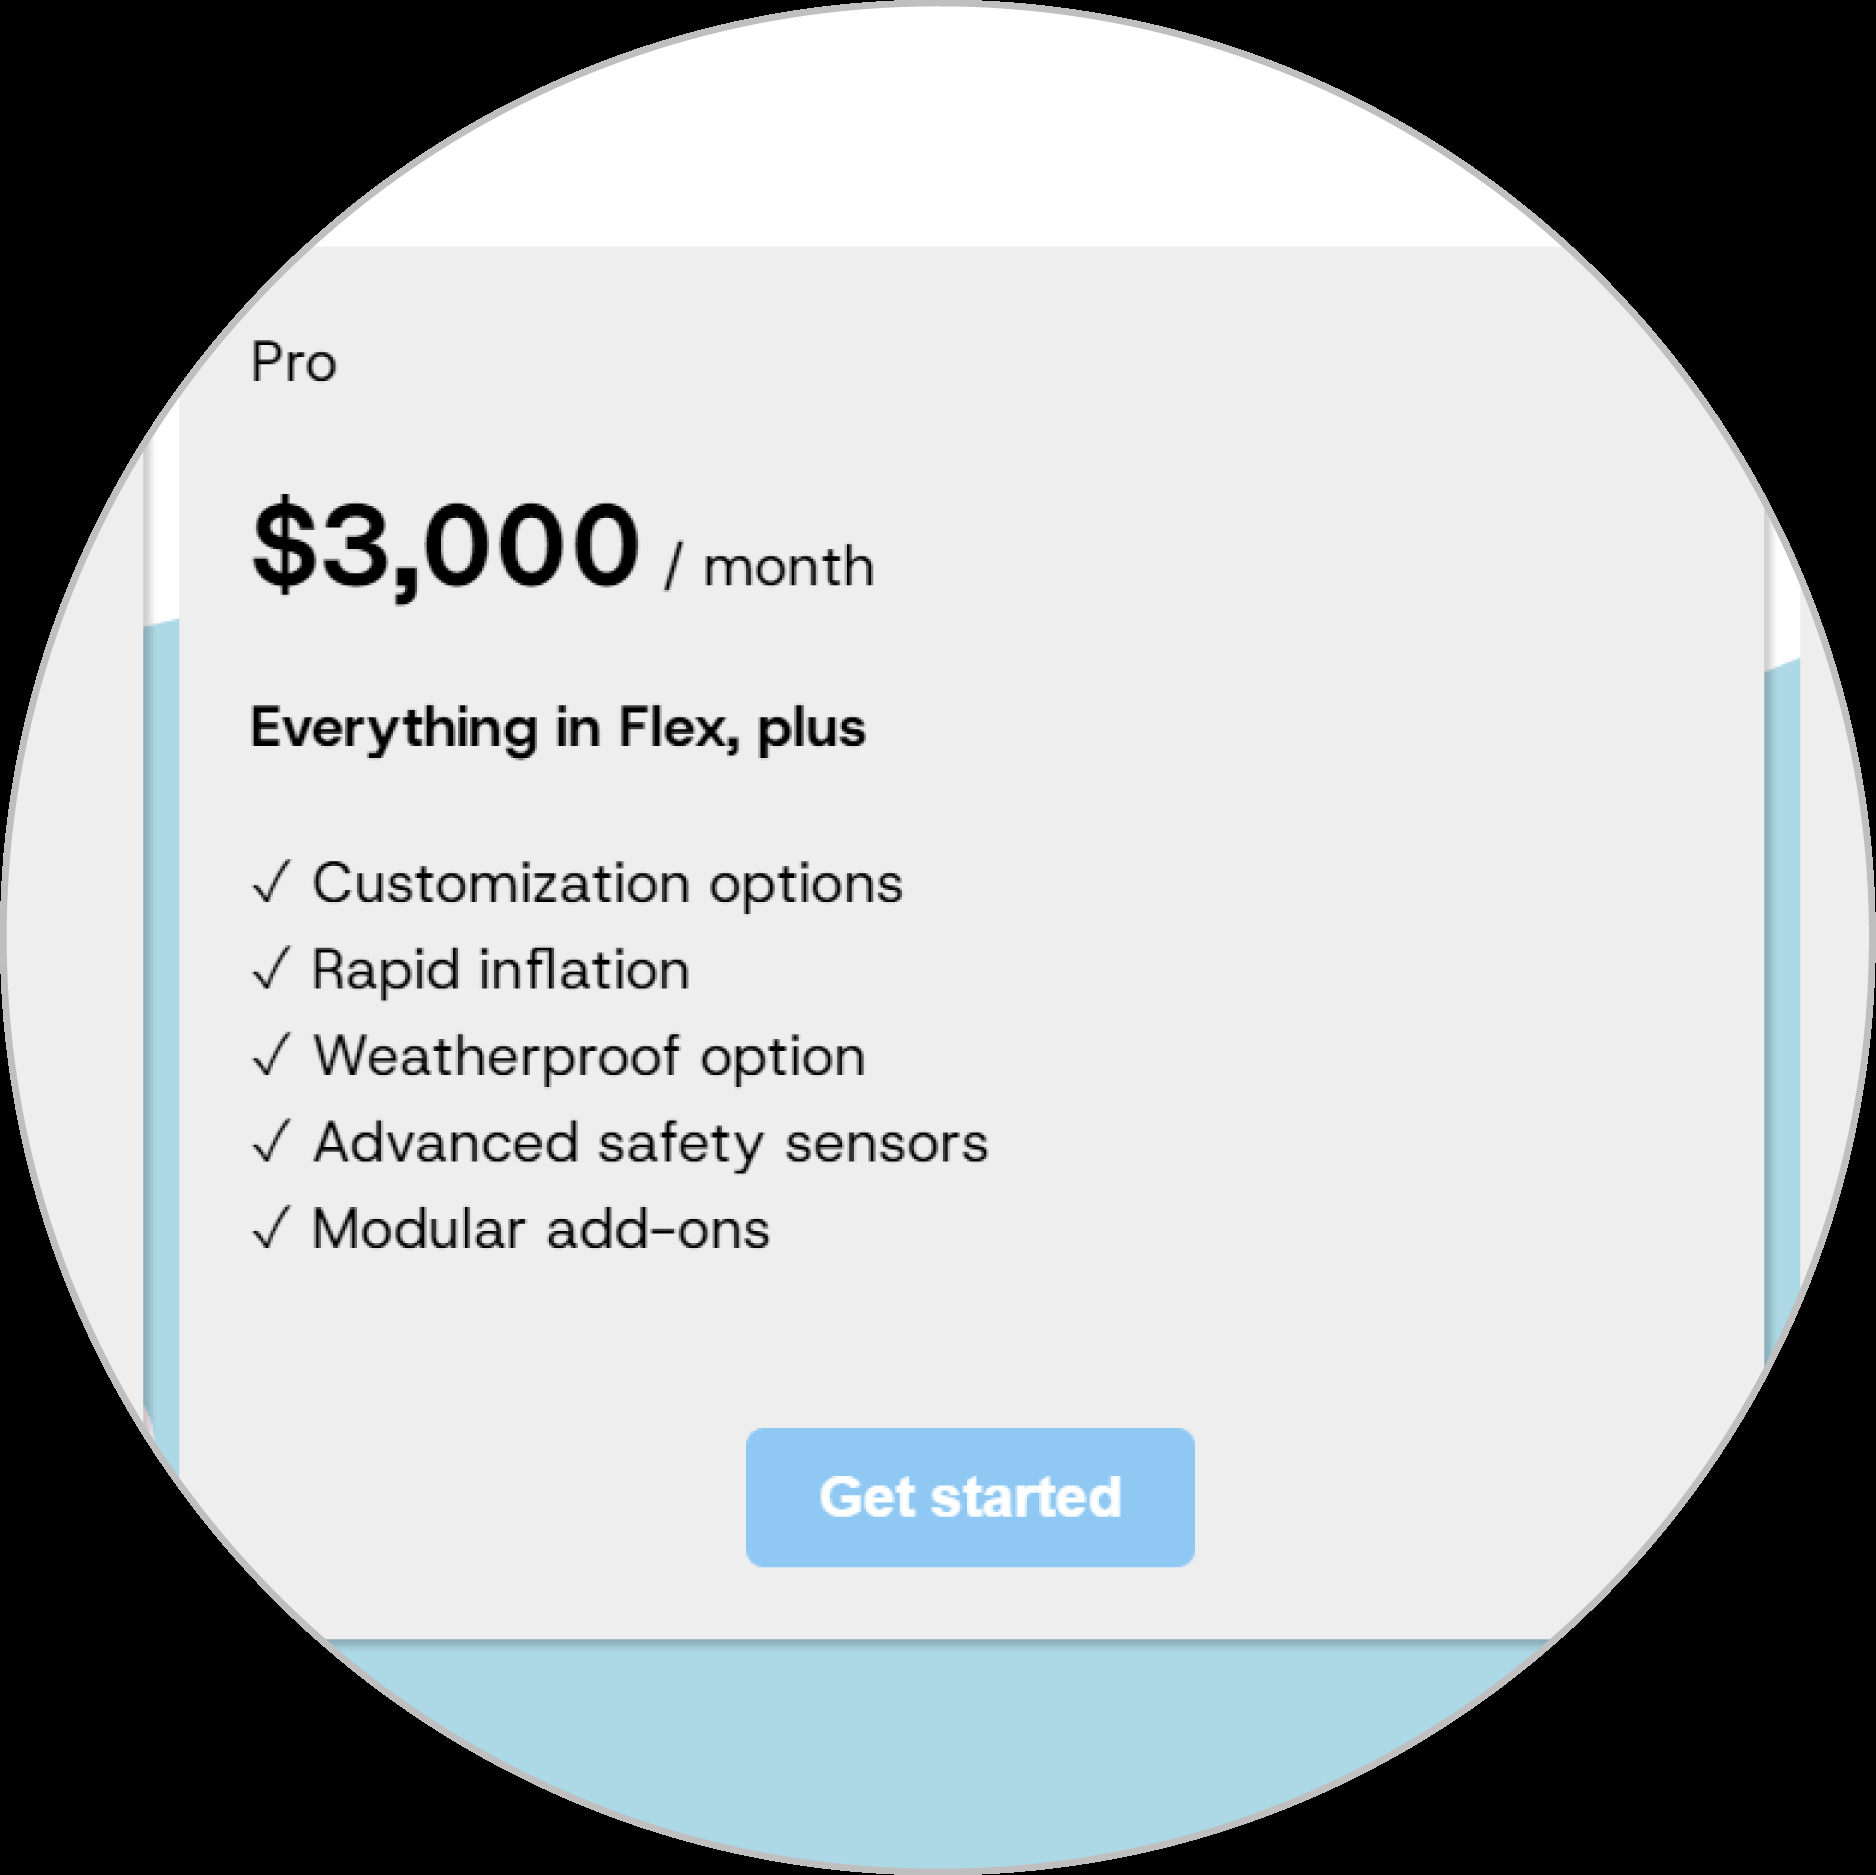 Pro
$3,000 / month
Everything in Flex, plus
✓ Customization options
✓ Rapid inflation
✓ Weatherproof option
✓ Advanced safety sensors
✓ Modular add-ons
Get started